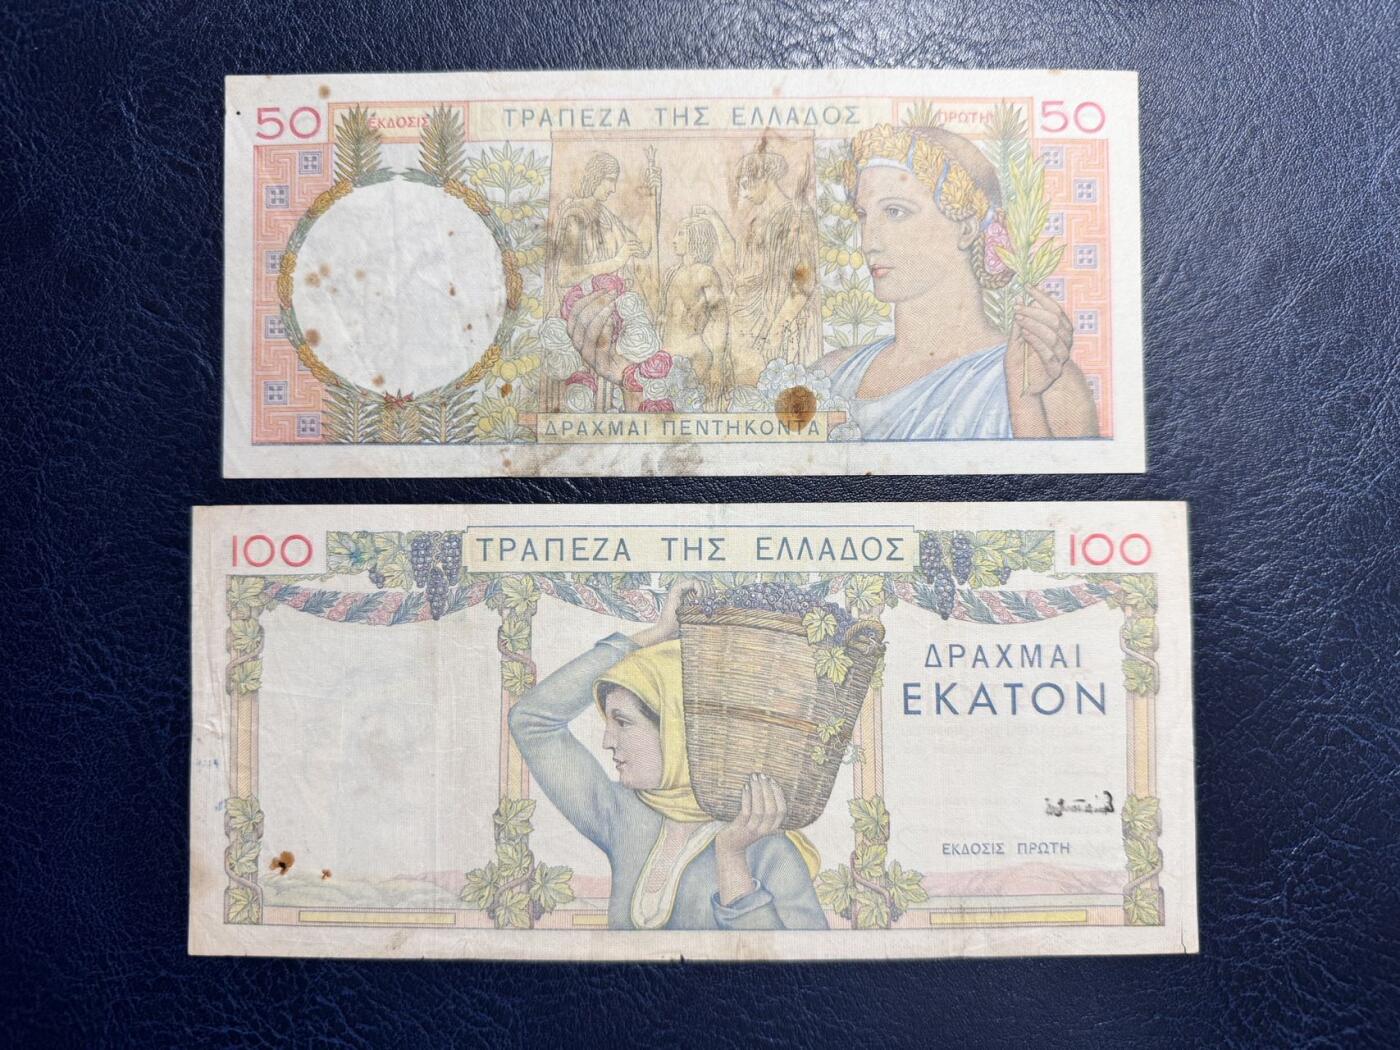 50 ΕΚΔΟΣΙΣ ΤΡΑΠΕΖΑ ΤΗΣ ΕΛΛΑΔΟΣ ΠΡΩΤΗ 50
ΔΡΑΧΜΑΙ ΠΕΝΤΗΚΟΝΤΑ
100 ΤΡΑΠΕΖΑ ΤΗΣ ΕΛΛΑΔΟΣ 100
ΔΡΑΧΜΑΙ
ΕΚΑΤΟΝ
ΕΚΔΟΣΙΣ ΠΡΩΤΗ